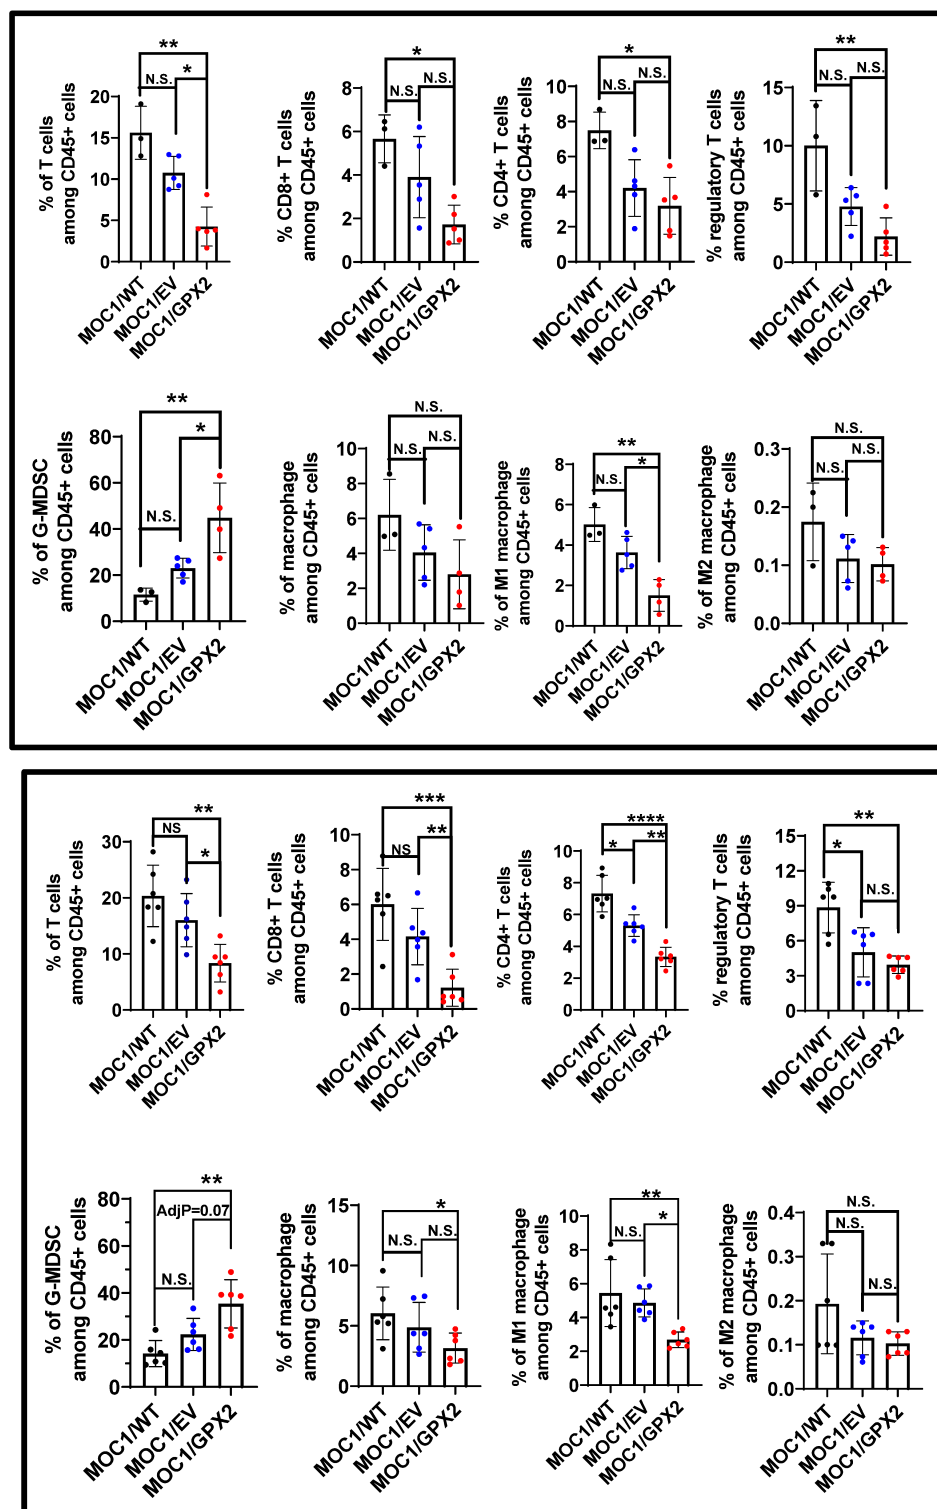 % of T cells
among CD45+ cells
**
N.S.
*
20
15
10
5
0
MOC1/WT
MOC1/EV
MOC1/GPX2
% CD8+ T cells
among CD45+ cells
*
N.S.
N.S.
8
6
4
2
0
MOC1/WT
MOC1/EV
MOC1/GPX2
% CD4+ T cells
among CD45+ cells
*
N.S.
N.S.
10
8
6
4
2
0
MOC1/WT
MOC1/EV
MOC1/GPX2
% regulatory T cells
among CD45+ cells
**
N.S.
N.S.
15
10
5
0
MOC1/WT
MOC1/EV
MOC1/GPX2
% of G-MDSC
among CD45+ cells
**
*
N.S.
80
60
40
20
0
MOC1/WT
MOC1/EV
MOC1/GPX2
% of macrophage
among CD45+ cells
N.S.
N.S.
N.S.
10
8
6
4
2
0
MOC1/WT
MOC1/EV
MOC1/GPX2
% of M1 macrophage
among CD45+ cells
**
N.S.
*
8
6
4
2
0
MOC1/WT
MOC1/EV
MOC1/GPX2
% of M2 macrophage
among CD45+ cells
N.S.
N.S.
N.S.
0.3
0.2
0.1
0.0
MOC1/WT
MOC1/EV
MOC1/GPX2
% of T cells
among CD45+ cells
**
NS
*
30
20
10
0
MOC1/WT
MOC1/EV
MOC1/GPX2
% CD8+ T cells
among CD45+ cells
***
NS
**
10
8
6
4
2
0
MOC1/WT
MOC1/EV
MOC1/GPX2
% CD4+ T cells
among CD45+ cells
****
*
**
10
8
6
4
2
0
MOC1/WT
MOC1/EV
MOC1/GPX2
% regulatory T cells
among CD45+ cells
**
*
N.S.
15
12
9
6
3
0
MOC1/WT
MOC1/EV
MOC1/GPX2
% of G-MDSC
among CD45+ cells
**
AdjP=0.07
N.S.
80
60
40
20
0
MOC1/WT
MOC1/EV
MOC1/GPX2
% of macrophage
among CD45+ cells
*
N.S.
N.S.
15
10
5
0
MOC1/WT
MOC1/EV
MOC1/GPX2
% of M1 macrophage
among CD45+ cells
**
N.S.
*
10
8
6
4
2
0
MOC1/WT
MOC1/EV
MOC1/GPX2
% of M2 macrophage
among CD45+ cells
N.S.
N.S.
N.S.
0.4
0.3
0.2
0.1
0.0
MOC1/WT
MOC1/EV
MOC1/GPX2